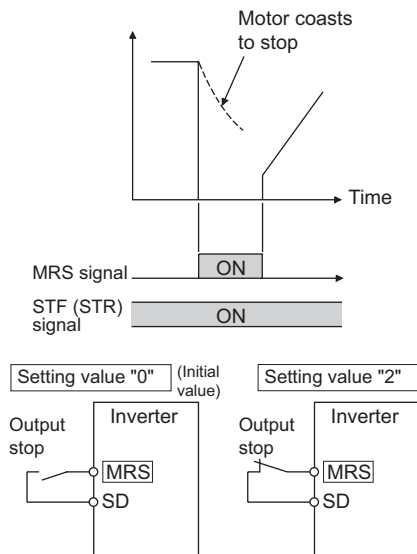 Motor coasts
to stop
Time
MRS signal
ON
STF (STR)
signal
ON
Setting value "0"
(Initial
value)
Setting value "2"
Output
stop
Inverter
MRS
SD
Output
stop
Inverter
MRS
SD